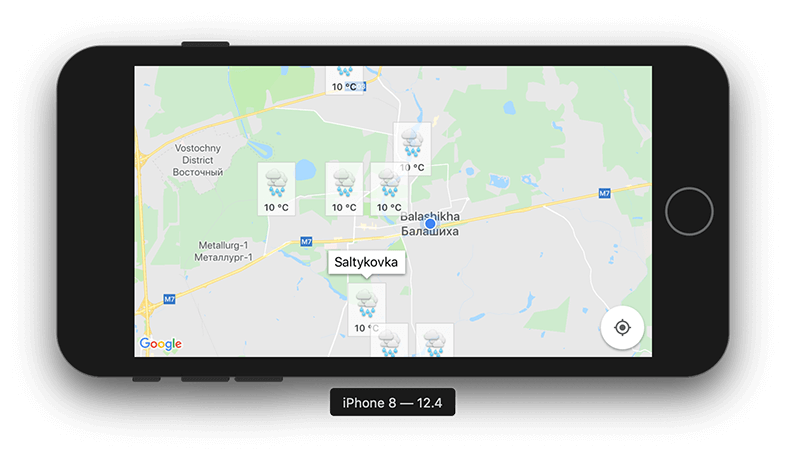 10 °C
10 °C
Vostochny
District
Восточный
M7
10 °C
10 °C
10 °C
Balashikha
Балашиха
M7
Metallurg-1
Металлург-1
Saltykovka
M7
10 °C
Google
iPhone 8 — 12.4